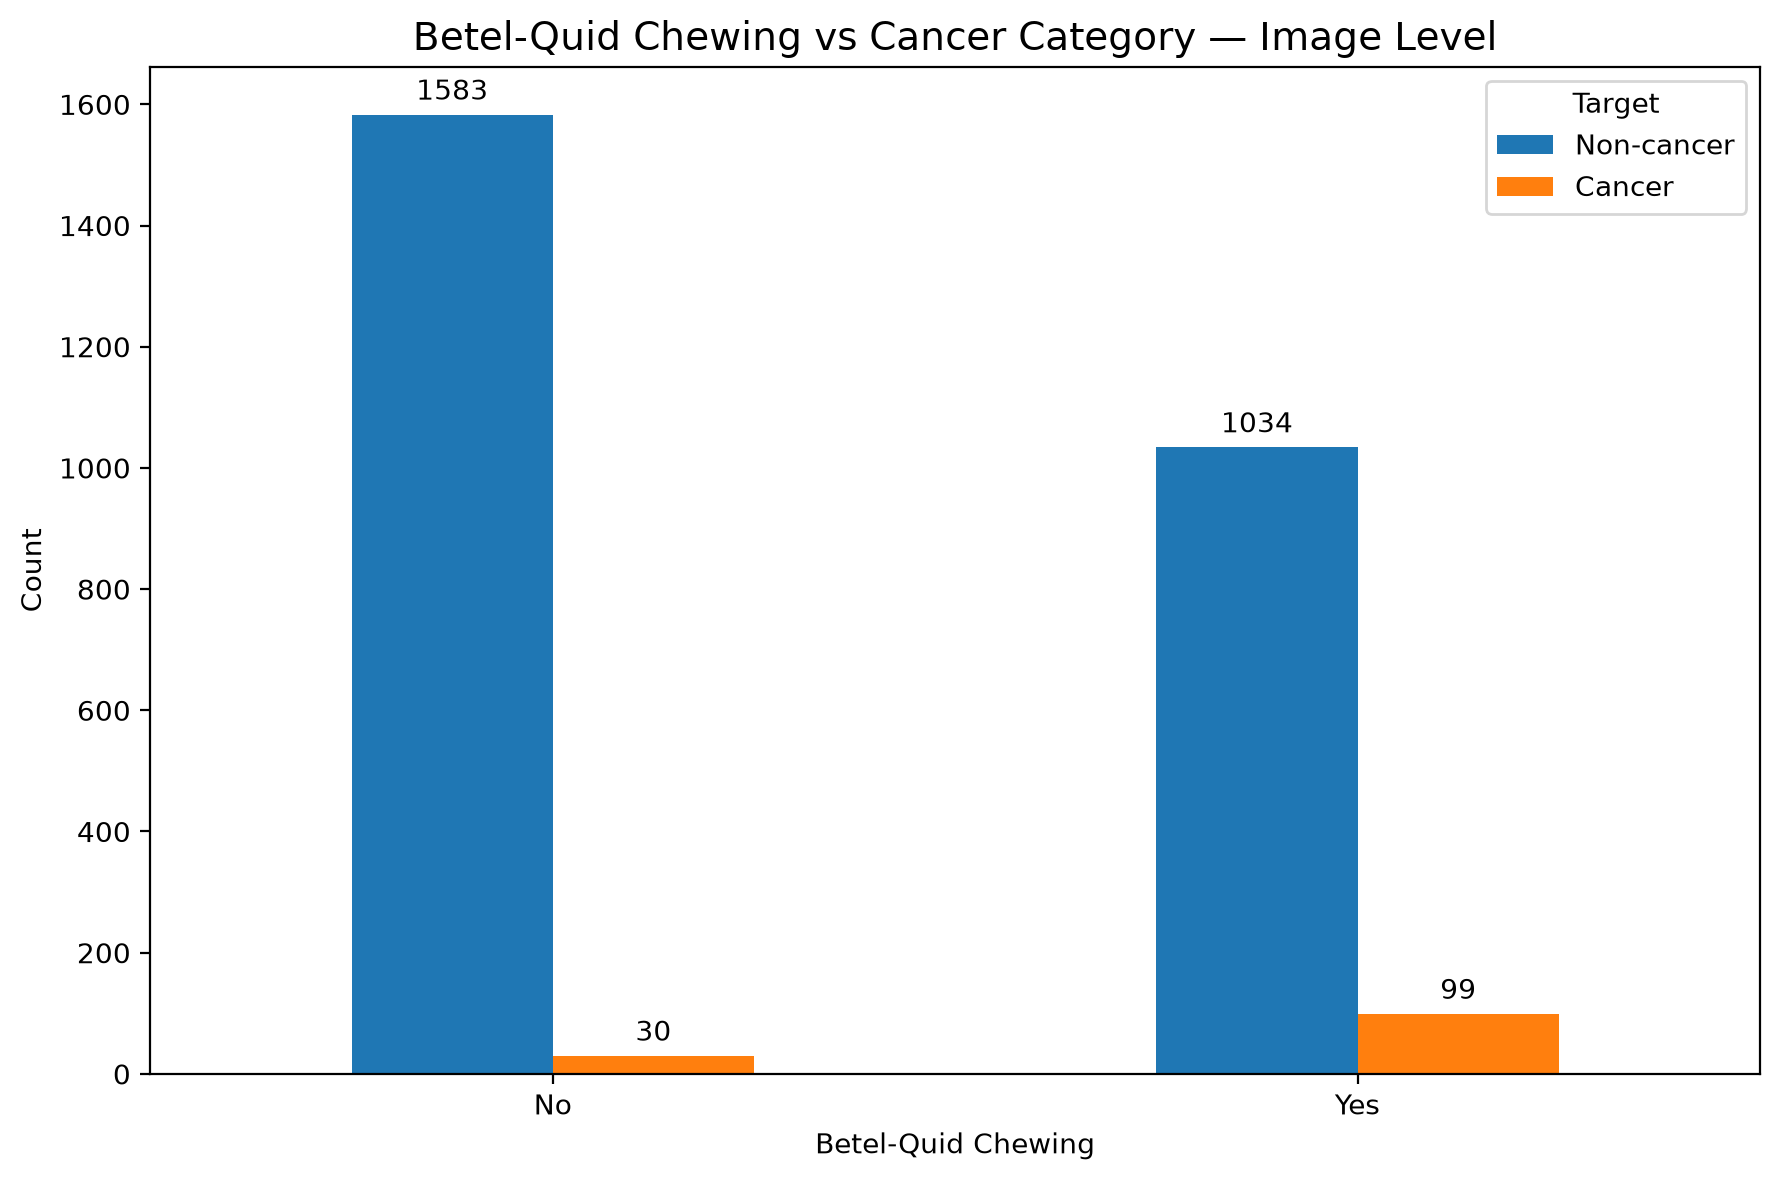 Betel-Quid Chewing vs Cancer Category — Image Level
Target
Non-cancer
Cancer
1583
30
1034
99
1600
1400
1200
1000
800
600
400
200
0
Count
No
Yes
Betel-Quid Chewing